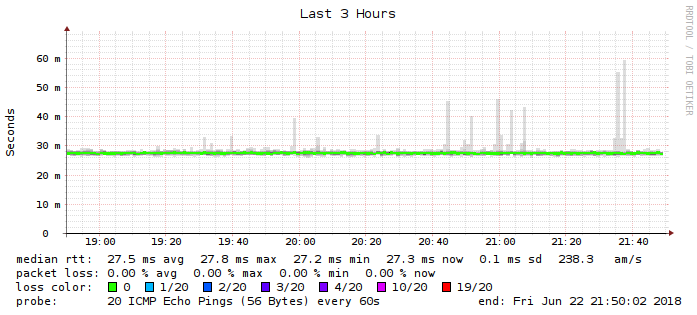 Last 3 Hours
RRDTOOL / TOBI OETIKER
Seconds
60 m
50 m
40 m
30 m
20 m
10 m
0
19:00 19:20 19:40 20:00 20:20 20:40 21:00 21:20 21:40
median rtt: 27.5 ms avg 27.8 ms max 27.2 ms min 27.3 ms now 0.1 ms sd 238.3 am/s
packet loss: 0.00 % avg 0.00 % max 0.00 % min 0.00 % now
loss color: 0 1/20 2/20 3/20 4/20 10/20 19/20
probe: 20 ICMP Echo Pings (56 Bytes) every 60s end: Fri Jun 22 21:50:02 2018